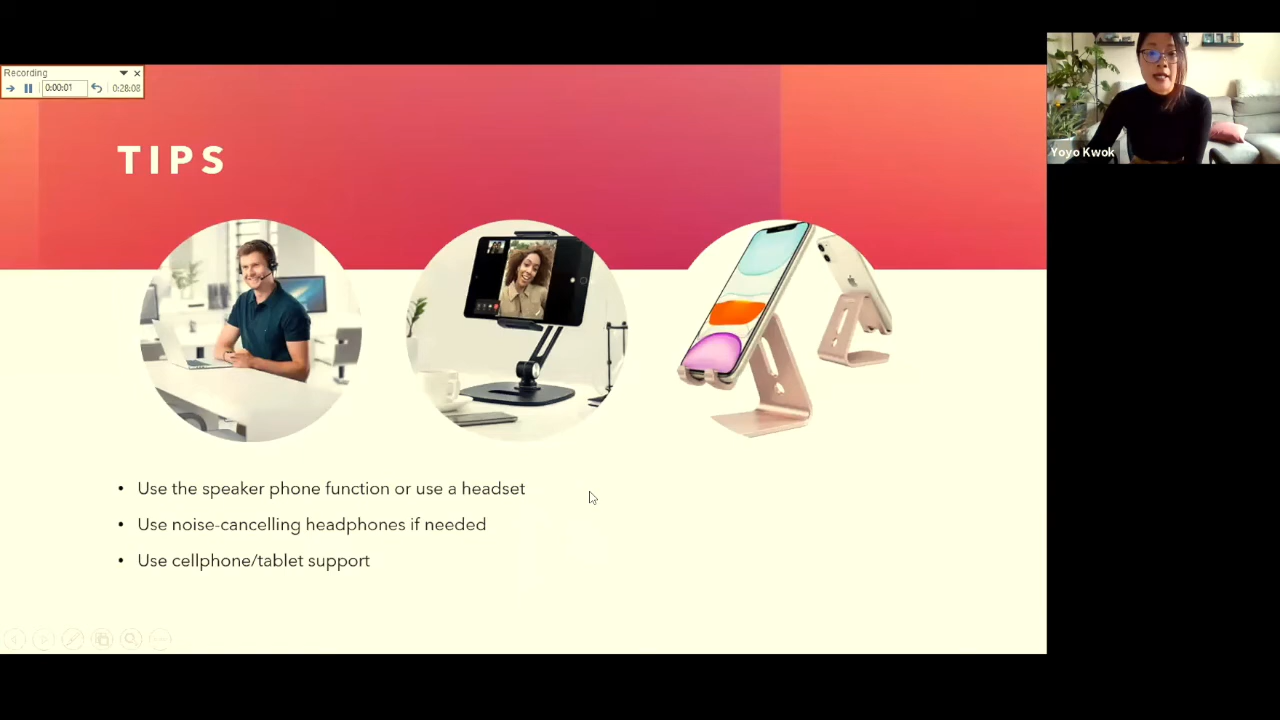 Recording
0:00:01
0:28:08
Yoyo Kwok
TIPS
• Use the speaker phone function or use a headset
• Use noise-cancelling headphones if needed
• Use cellphone/tablet support